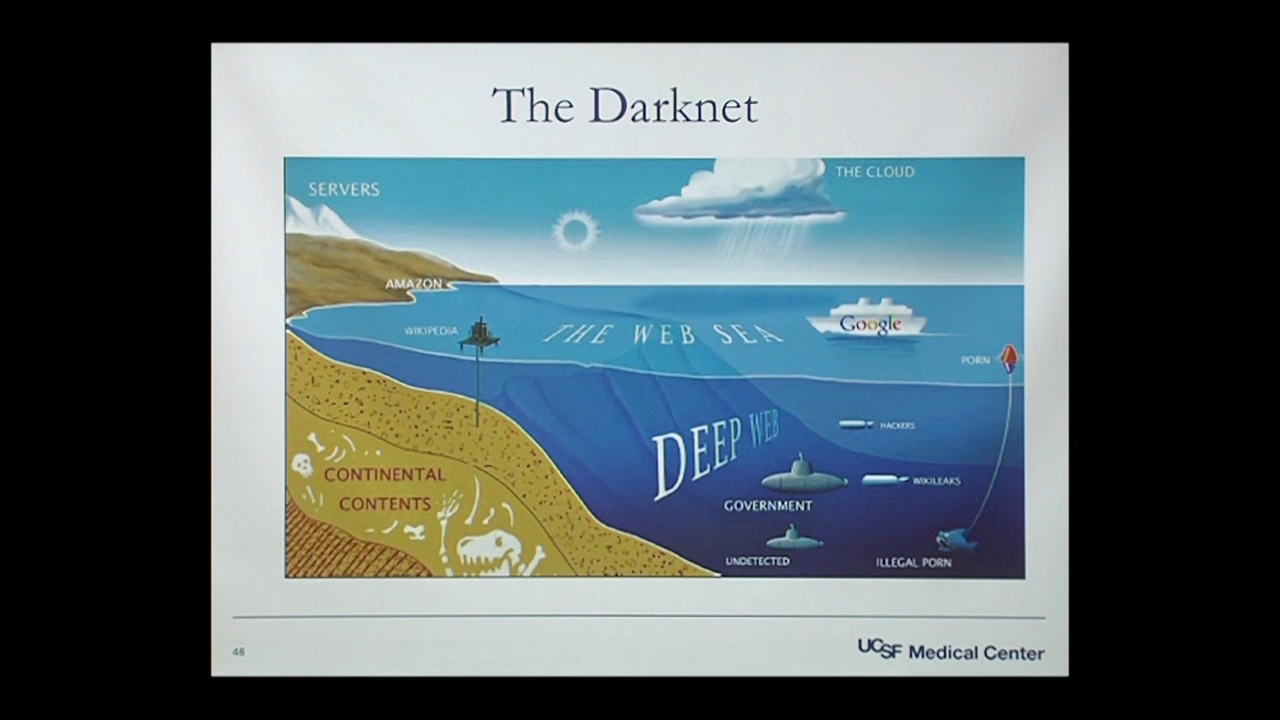 The Darknet
SERVERS
THE CLOUD
AMAZON
WIKIPEDIA
THE WEB SEA
Google
PORN
DEEP WEB
HACKERS
CONTINENTAL
CONTENTS
WIKILEAKS
GOVERNMENT
UNDETECTED
ILLEGAL PORN
48
UCSF Medical Center